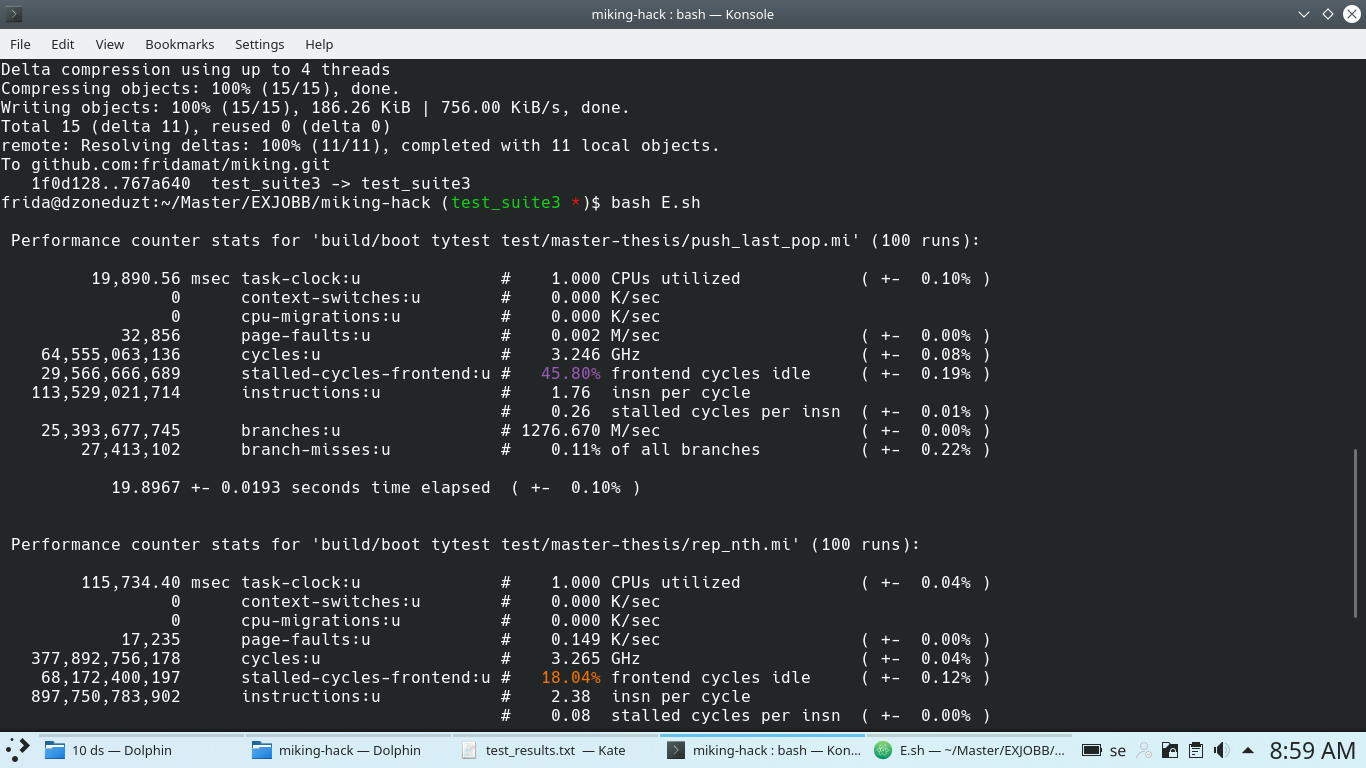 miking-hack : bash — Konsole
File Edit View Bookmarks Settings Help
Delta compression using up to 4 threads
Compressing objects: 100% (15/15), done.
Writing objects: 100% (15/15), 186.26 KiB | 756.00 KiB/s, done.
Total 15 (delta 11), reused 0 (delta 0)
remote: Resolving deltas: 100% (11/11), completed with 11 local objects.
To github.com:fridamat/miking.git
   1f0d128..767a640  test_suite3 -> test_suite3
frida@dzoneduzt:~/Master/EXJOBB/miking-hack (test_suite3 *)$ bash E.sh
 Performance counter stats for 'build/boot tytest test/master-thesis/push_last_pop.mi' (100 runs):
         19,890.56 msec task-clock:u              #    1.000 CPUs utilized            ( +-  0.10% )
                 0      context-switches:u        #    0.000 K/sec
                 0      cpu-migrations:u          #    0.000 K/sec
            32,856      page-faults:u             #    0.002 M/sec                    ( +-  0.00% )
    64,555,063,136      cycles:u                  #    3.246 GHz                      ( +-  0.08% )
    29,566,666,689      stalled-cycles-frontend:u #   45.80% frontend cycles idle     ( +-  0.19% )
   113,529,021,714      instructions:u            #    1.76  insn per cycle
                                                  #    0.26  stalled cycles per insn  ( +-  0.01% )
    25,393,677,745      branches:u                # 1276.670 M/sec                    ( +-  0.00% )
        27,413,102      branch-misses:u           #    0.11% of all branches          ( +-  0.22% )
           19.8967 +- 0.0193 seconds time elapsed  ( +-  0.10% )
 Performance counter stats for 'build/boot tytest test/master-thesis/rep_nth.mi' (100 runs):
        115,734.40 msec task-clock:u              #    1.000 CPUs utilized            ( +-  0.04% )
                 0      context-switches:u        #    0.000 K/sec
                 0      cpu-migrations:u          #    0.000 K/sec
            17,235      page-faults:u             #    0.149 K/sec                    ( +-  0.00% )
   377,892,756,178      cycles:u                  #    3.265 GHz                      ( +-  0.04% )
    68,172,400,197      stalled-cycles-frontend:u #   18.04% frontend cycles idle     ( +-  0.12% )
   897,750,783,902      instructions:u            #    2.38  insn per cycle
                                                  #    0.08  stalled cycles per insn  ( +-  0.00% )
10 ds — Dolphin miking-hack — Dolphin test_results.txt — Kate miking-hack : bash — Kon... E.sh — ~/Master/EXJOBB/... se 8:59 AM